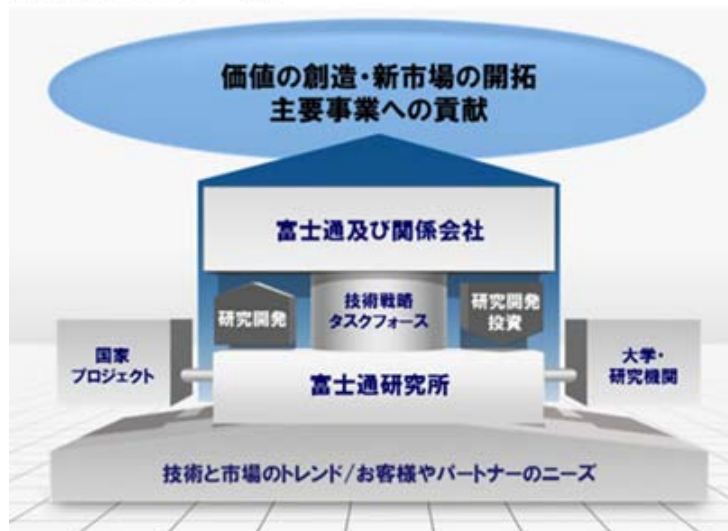 価値の創造・新市場の開拓
主要事業への貢献
富士通及び関係会社
研究開発
技術戦略
タスクフォース
研究開発
投資
国家
プロジェクト
富士通研究所
大学・
研究機関
技術と市場のトレンド/お客様やパートナーのニーズ